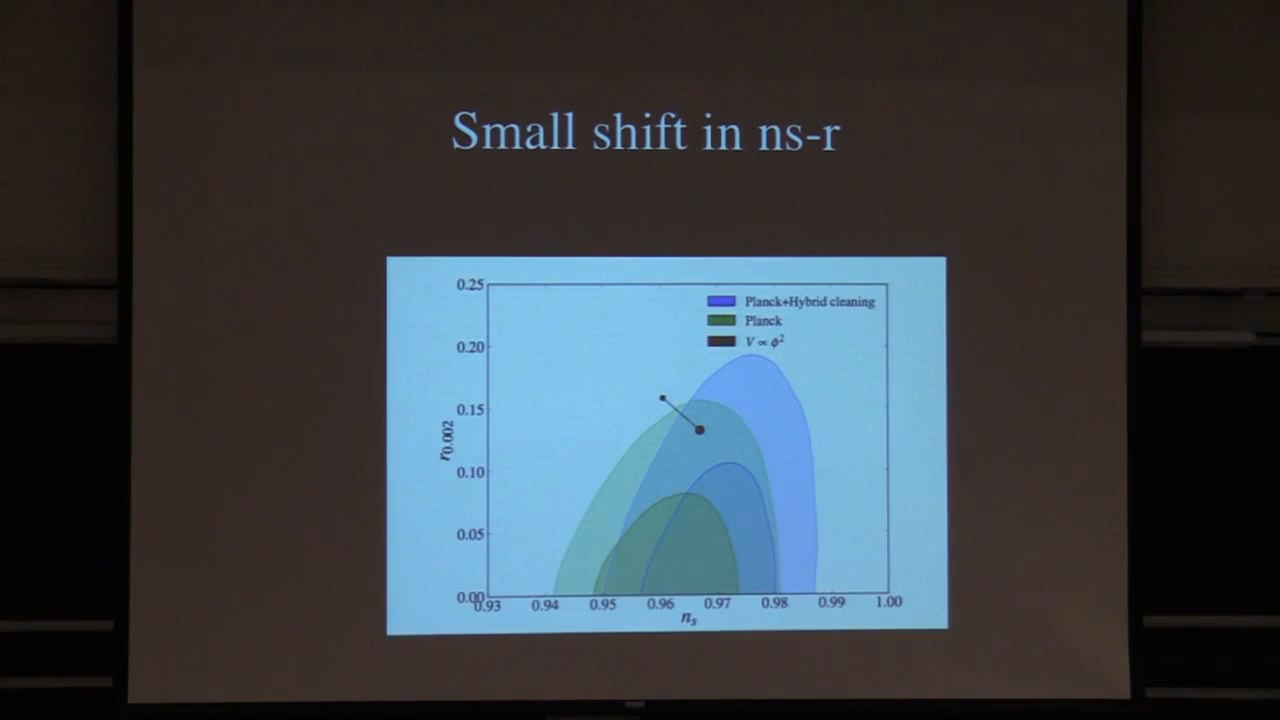 Small shift in ns-r
0.25
0.20
0.15
0.10
0.05
0.00
r0.002
Planck+Hybrid cleaning
Planck
V ∝ ϕ²
0.93 0.94 0.95 0.96 0.97 0.98 0.99 1.00
nₛ